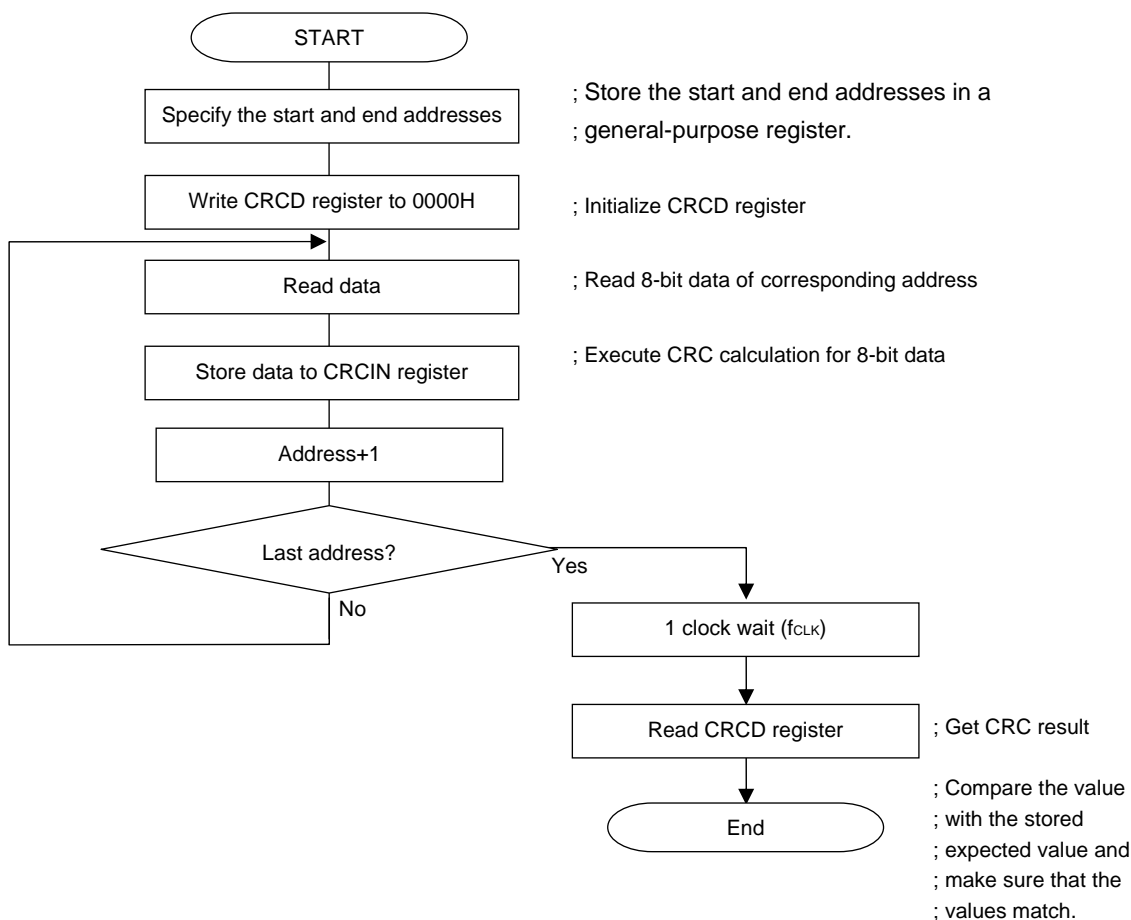 START
Specify the start and end addresses
; Store the start and end addresses in a
; general-purpose register.
Write CRCD register to 0000H
; Initialize CRCD register
Read data
; Read 8-bit data of corresponding address
Store data to CRCIN register
; Execute CRC calculation for 8-bit data
Address+1
Last address?
Yes
No
1 clock wait (fCLK)
Read CRCD register
; Get CRC result
End
; Compare the value
; with the stored
; expected value and
; make sure that the
; values match.